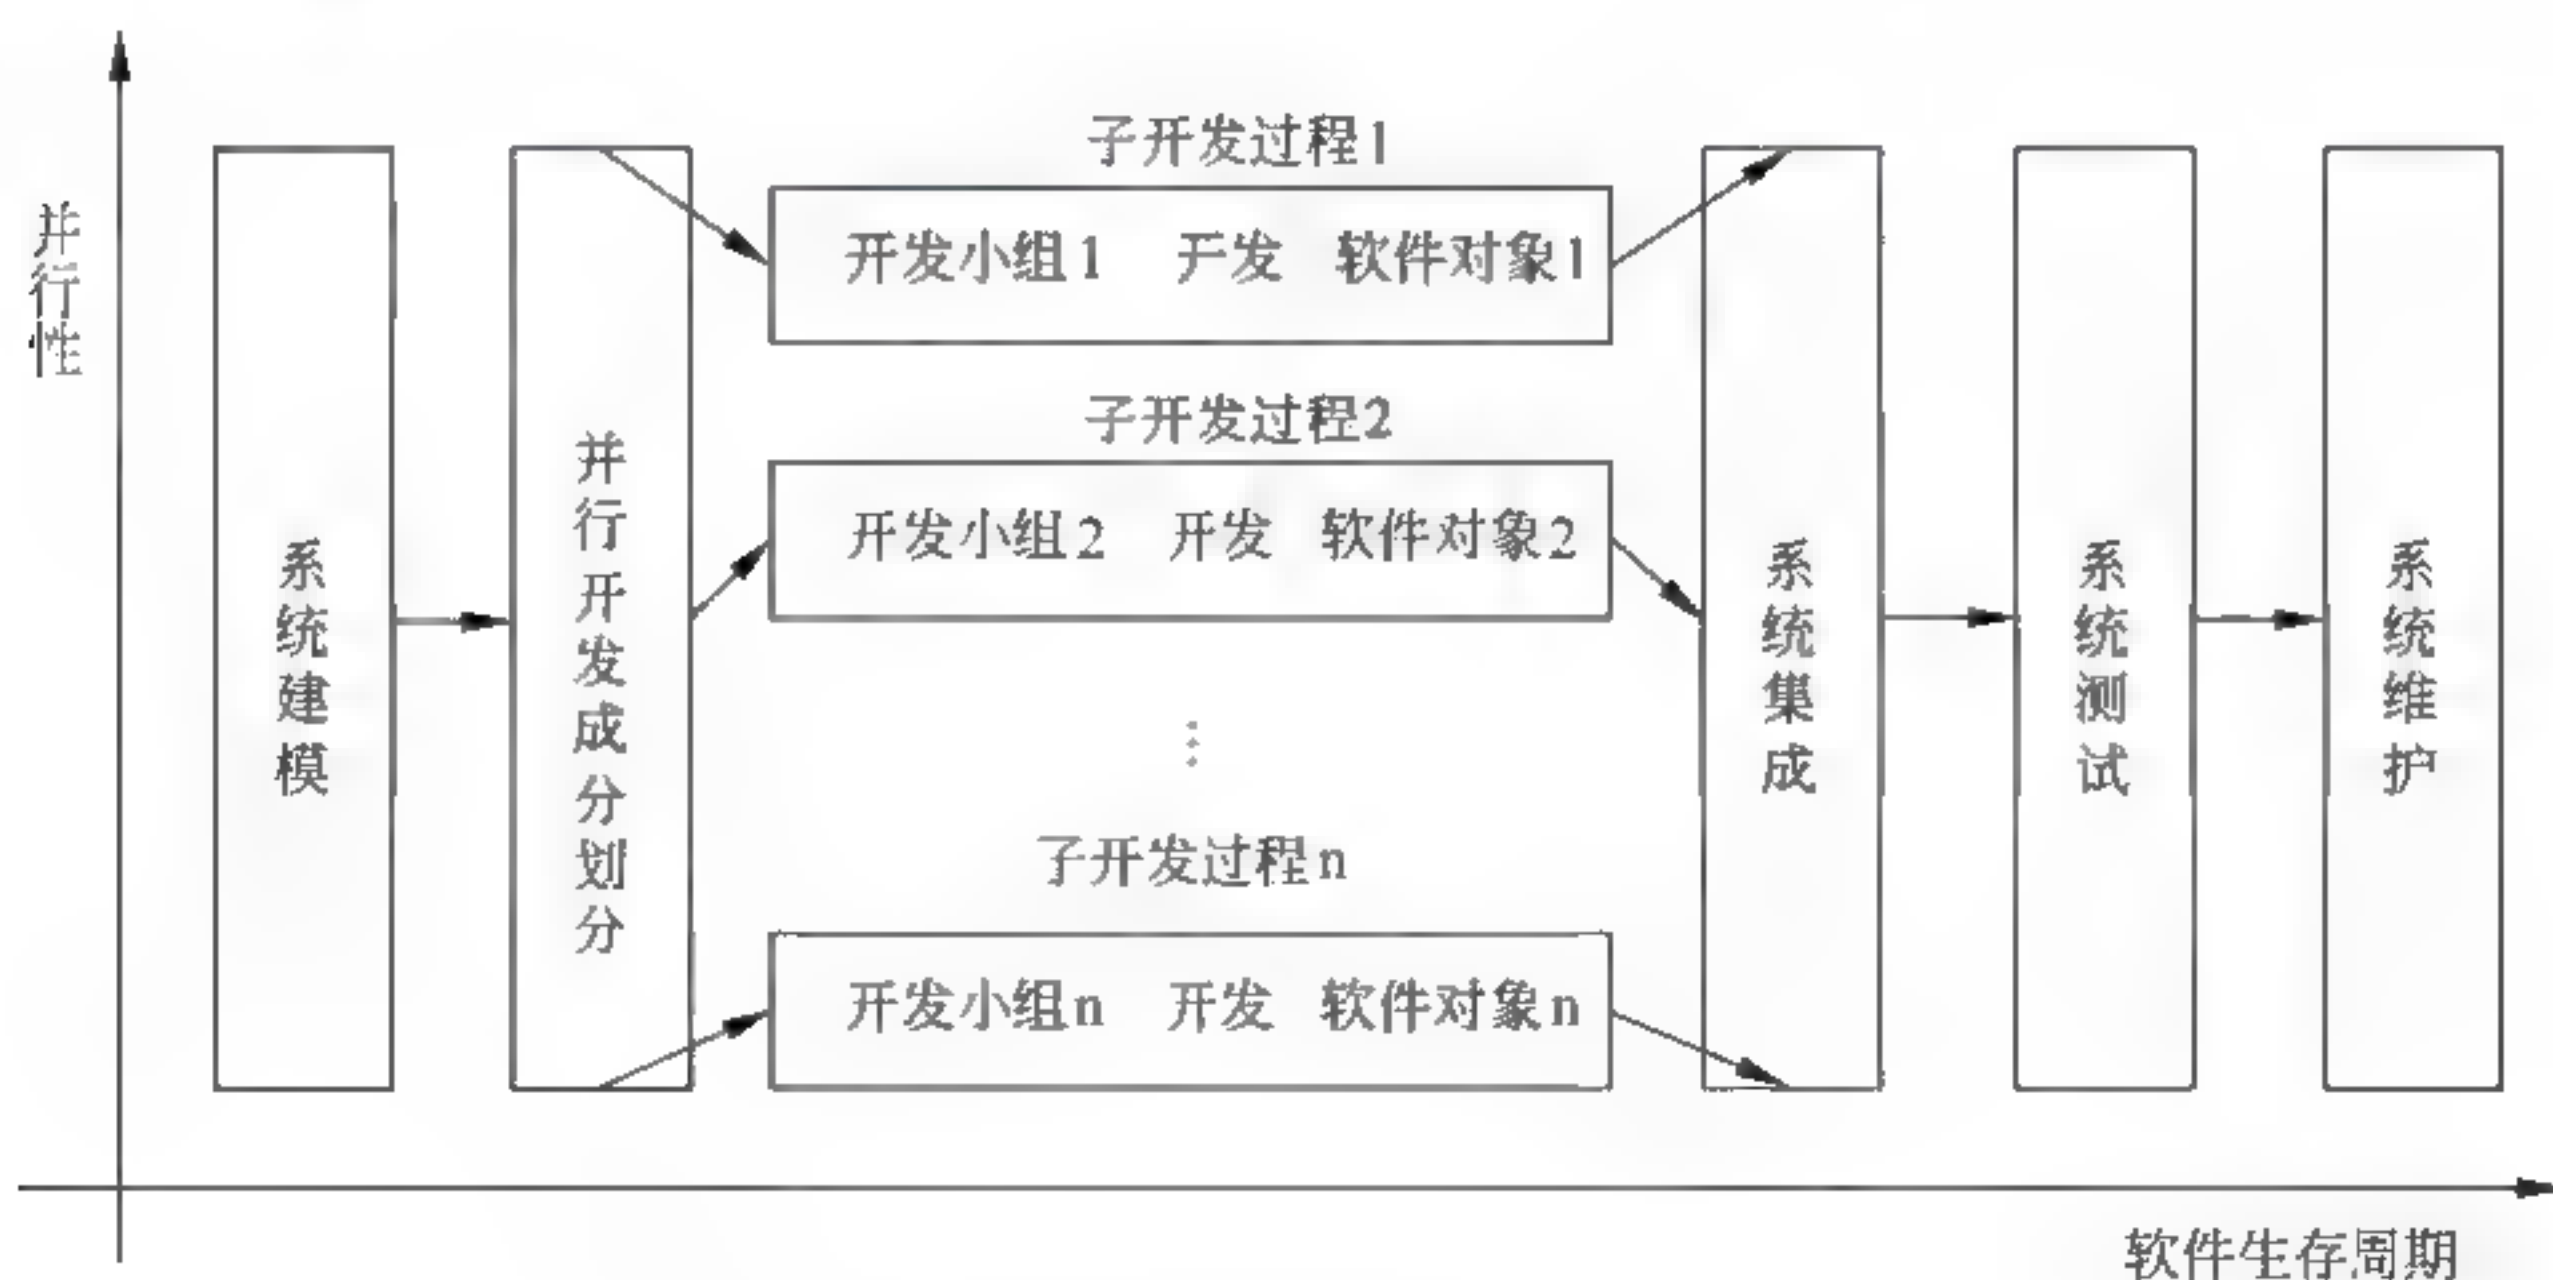 并行性
系统建模
并行开发成分划分
子开发过程1
开发小组1 开发 软件对象1
子开发过程2
开发小组2 开发 软件对象2
⋮
子开发过程n
开发小组n 开发 软件对象n
系统集成
系统测试
系统维护
软件生存周期